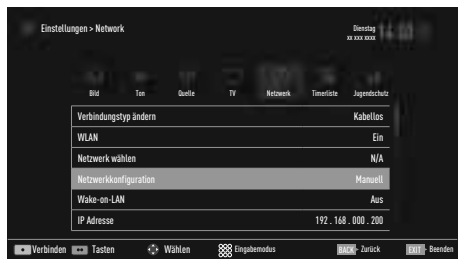 Einstellungen > Network
Dienstag
xx xxx xxxx
Bild Ton Quelle TV Netzwerk Timerliste Jugendschutz
Verbindungstyp ändern Kabellos
WLAN Ein
Netzwerk wählen N/A
Netzwerkkonfiguration Manuell
Wake-on-LAN Aus
IP Adresse 192 . 168 . 000 . 200
Verbinden Tasten Wählen Eingabemodus BACK - Zurück EXIT - Beenden